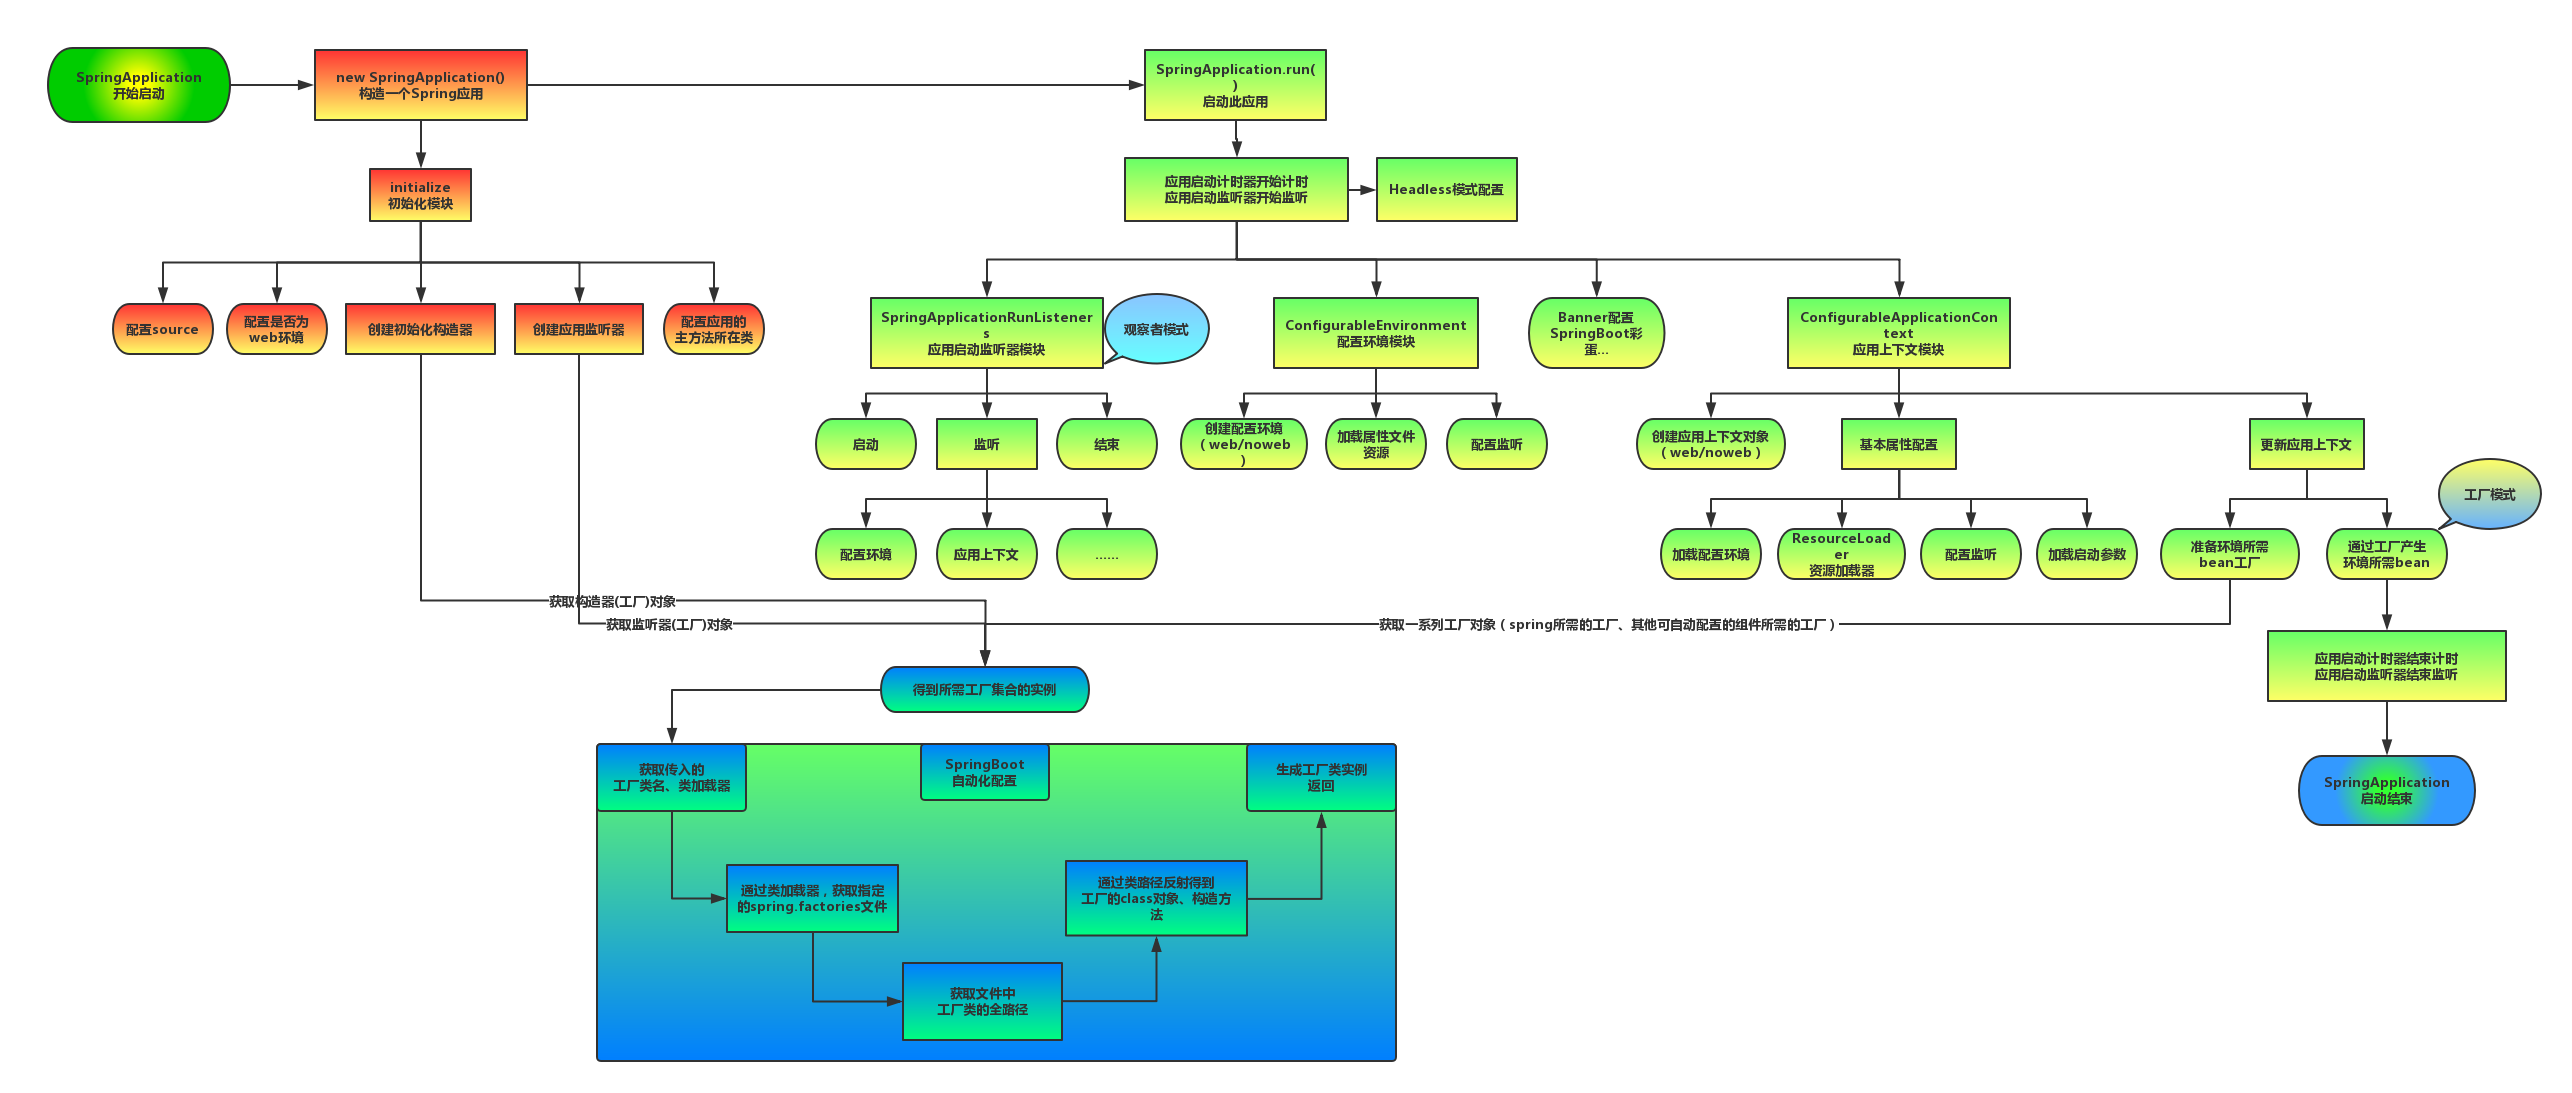 SpringApplication
开始启动
new SpringApplication()
构造一个Spring应用
SpringApplication.run(
)
启动此应用
initialize
初始化模块
应用启动计时器开始计时
应用启动监听器开始监听
Headless模式配置
配置source
配置是否为
web环境
创建初始化构造器
创建应用监听器
配置应用的
主方法所在类
SpringApplicationRunListener
s
应用启动监听器模块
观察者模式
ConfigurableEnvironment
配置环境模块
Banner配置
SpringBoot彩
蛋...
ConfigurableApplicationCon
text
应用上下文模块
启动
监听
结束
创建配置环境
（web/noweb
）
加载属性文件
资源
配置监听
创建应用上下文对象
（web/noweb）
基本属性配置
更新应用上下文
工厂模式
配置环境
应用上下文
......
加载配置环境
ResourceLoad
er
资源加载器
配置监听
加载启动参数
准备环境所需
bean工厂
通过工厂产生
环境所需bean
获取构造器(工厂)对象
获取监听器(工厂)对象
获取一系列工厂对象（spring所需的工厂、其他可自动配置的组件所需的工厂）
得到所需工厂集合的实例
应用启动计时器结束计时
应用启动监听器结束监听
获取传入的
工厂类名、类加载器
SpringBoot
自动化配置
生成工厂类实例
返回
SpringApplication
启动结束
通过类加载器，获取指定
的spring.factories文件
通过类路径反射得到
工厂的class对象、构造方
法
获取文件中
工厂类的全路径